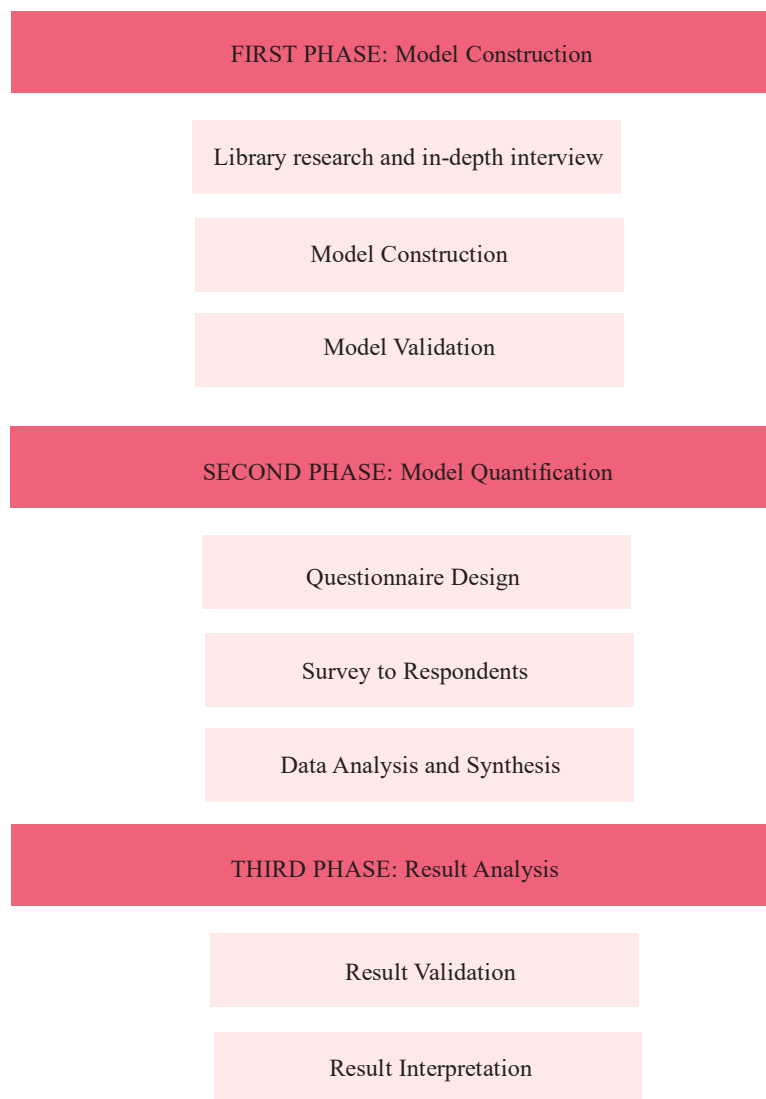 FIRST PHASE: Model Construction
Library research and in-depth interview
Model Construction
Model Validation
SECOND PHASE: Model Quantification
Questionnaire Design
Survey to Respondents
Data Analysis and Synthesis
THIRD PHASE: Result Analysis
Result Validation
Result Interpretation